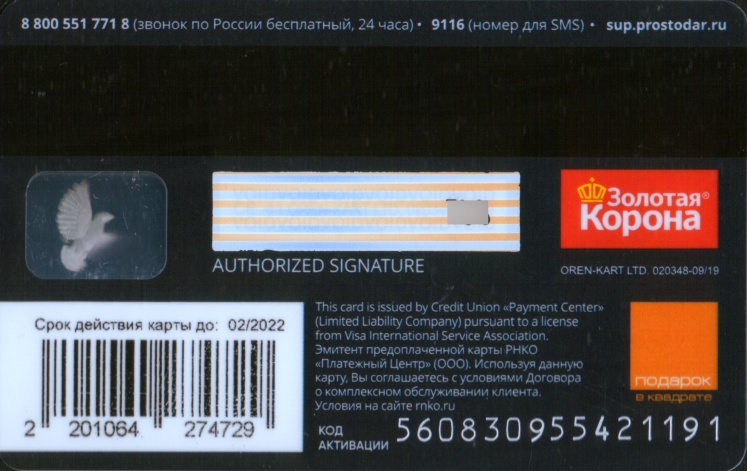 8 800 551 771 8 (звонок по России бесплатный, 24 часа) • 9116 (номер для SMS) • sup.prostodar.ru
Золотая®
Корона
AUTHORIZED SIGNATURE
OREN-KART LTD. 020348-09/19
Срок действия карты до: 02/2022
2 201064 274729
This card is issued by Credit Union «Payment Center»
(Limited Liability Company) pursuant to a license
from Visa International Service Association.
Эмитент предоплаченной карты РНКО
«Платежный Центр» (ООО). Используя данную
карту, Вы соглашаетесь с условиями Договора
о комплексном обслуживании клиента.
Условия на сайте rnko.ru
подарок
в квадрате
КОД
АКТИВАЦИИ 560830955421191